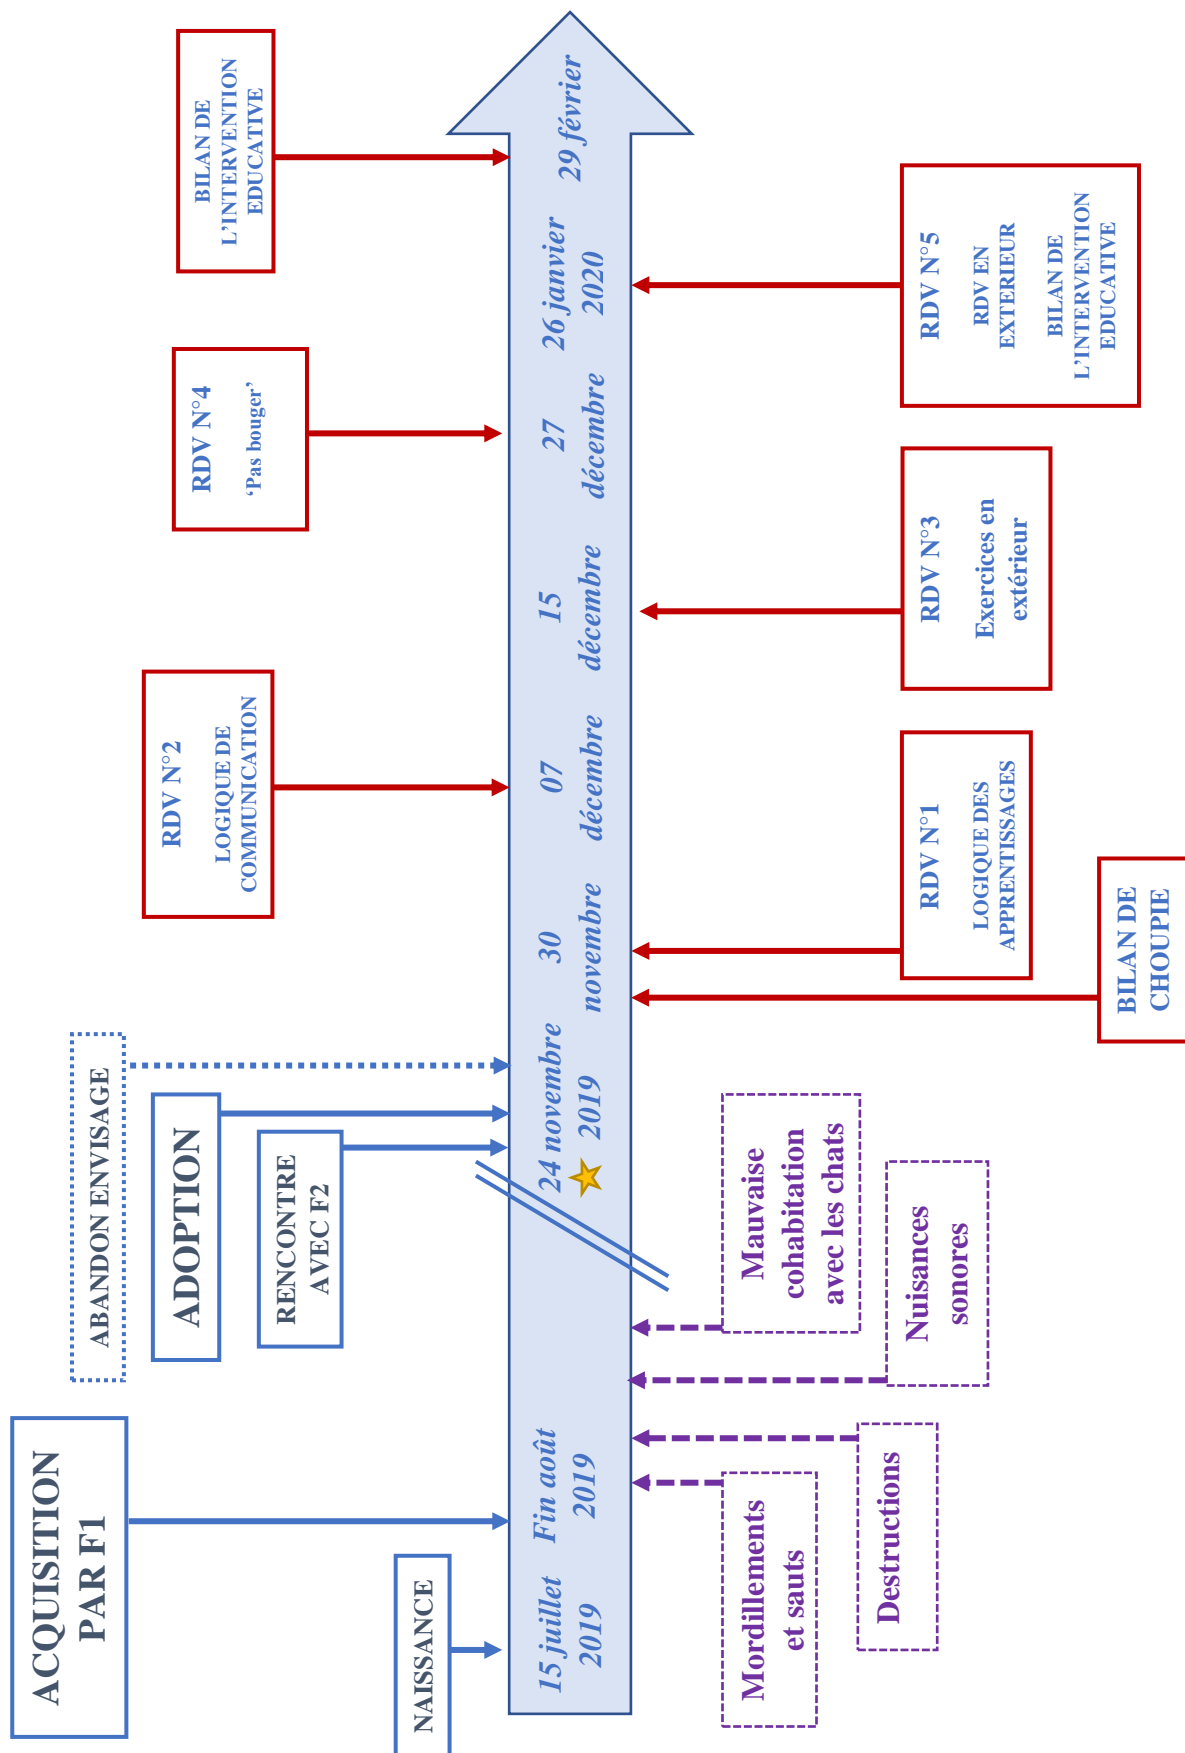 ACQUISITION
PAR F1
NAISSANCE
ABANDON ENVISAGE
ADOPTION
RENCONTRE
AVEC F2
RDV N°2
LOGIQUE DE
COMMUNICATION
RDV N°4
‘Pas bouger’
BILAN DE
L’INTERVENTION
EDUCATIVE
15 juillet
2019
Fin août
2019
24 novembre
2019
30
novembre
07
décembre
15
décembre
27
décembre
26 janvier
2020
29 février
Mordillements
et sauts
Destructions
Nuisances
sonores
Mauvaise
cohabitation
avec les chats
BILAN DE
CHOUPIE
RDV N°1
LOGIQUE DES
APPRENTISSAGES
RDV N°3
Exercices en
extérieur
RDV N°5
RDV EN
EXTERIEUR
BILAN DE
L’INTERVENTION
EDUCATIVE